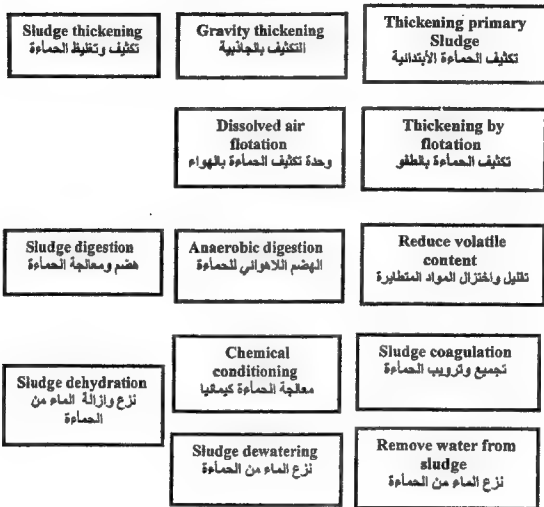 Sludge thickening
تكثيف وتغليظ الحماءة
Gravity thickening
التكثيف بالجاذبية
Thickening primary
Sludge
تكثيف الحماءة الأبتدائية
Dissolved air
flotation
وحدة تكثيف الحماءة بالهواء
Thickening by
flotation
تكثيف الحماءة بالطفو
Sludge digestion
هضم ومعالجة الحماءة
Anaerobic digestion
الهضم اللاهوائي للحماءة
Reduce volatile
content
تقليل واختزال المواد المتطايرة
Sludge dehydration
نزع وازالة الماء من
الحماءة
Chemical
conditioning
معالجة الحماءة كيمائيا
Sludge coagulation
تجميع وترويب الحماءة
Sludge dewatering
نزع الماء من الحماءة
Remove water from
sludge
نزع الماء من الحماءة